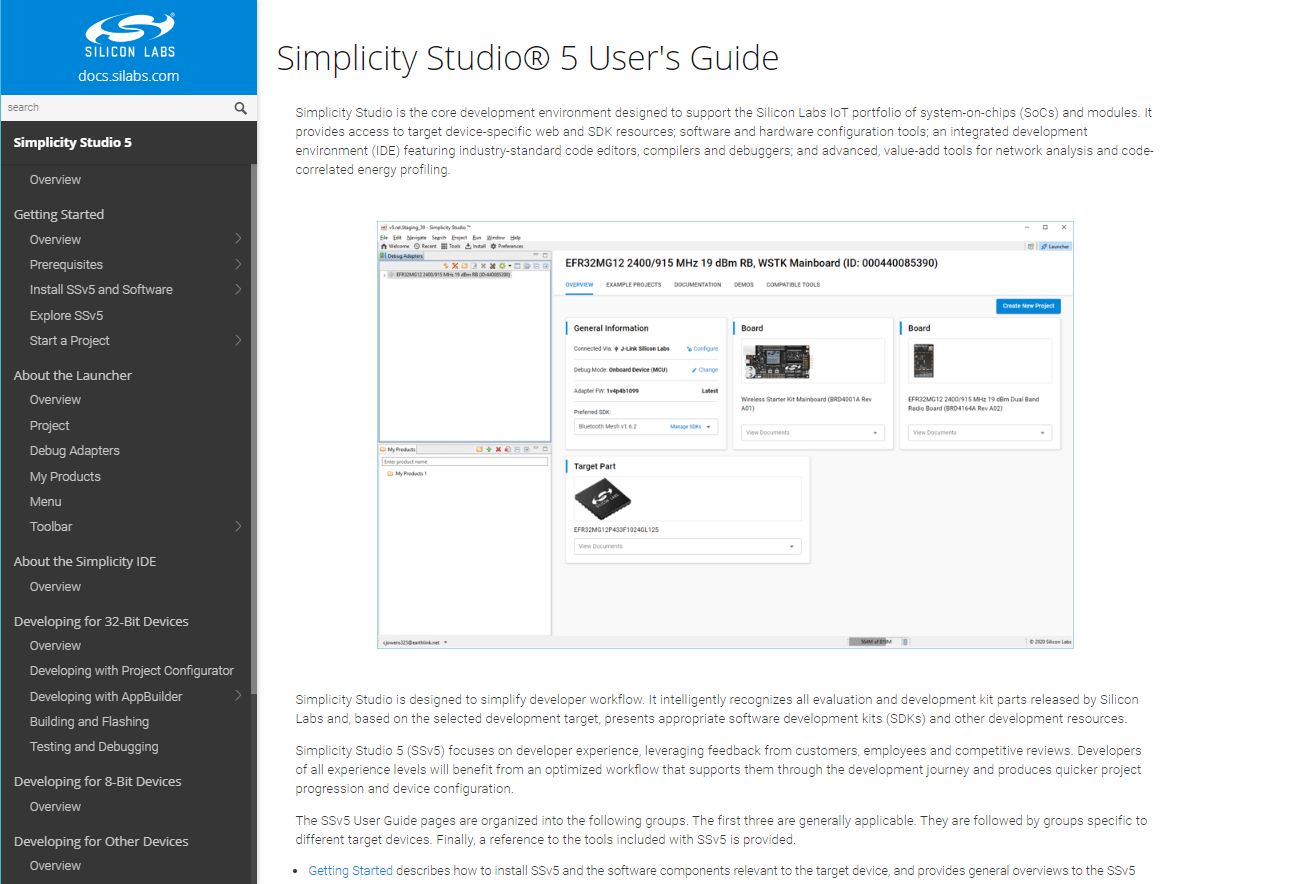 SILICON LABS
docs.silabs.com
search
Simplicity Studio 5
Overview
Getting Started
Overview
Prerequisites
Install SSv5 and Software
Explore SSv5
Start a Project
About the Launcher
Overview
Project
Debug Adapters
My Products
Menu
Toolbar
About the Simplicity IDE
Overview
Developing for 32-Bit Devices
Overview
Developing with Project Configurator
Developing with AppBuilder
Building and Flashing
Testing and Debugging
Developing for 8-Bit Devices
Overview
Developing for Other Devices
Overview
Simplicity Studio® 5 User's Guide
Simplicity Studio is the core development environment designed to support the Silicon Labs IoT portfolio of system-on-chips (SoCs) and modules. It
provides access to target device-specific web and SDK resources; software and hardware configuration tools; an integrated development
environment (IDE) featuring industry-standard code editors, compilers and debuggers; and advanced, value-add tools for network analysis and code-
correlated energy profiling.
v5.rel.Staging_39 - Simplicity Studio™
File Edit Navigate Search Project Run Window Help
Welcome Recent Tools Install Preferences
Launcher
Debug Adapters
EFR32MG12 2400/915 MHz 19 dBm RB (ID:440085390)
EFR32MG12 2400/915 MHz 19 dBm RB, WSTK Mainboard (ID: 000440085390)
OVERVIEW EXAMPLE PROJECTS DOCUMENTATION DEMOS COMPATIBLE TOOLS
Create New Project
General Information
Connected Via: J-Link Silicon Labs Configure
Debug Mode: Onboard Device (MCU) Change
Adapter FW: 1v4p4b1099 Latest
Preferred SDK:
Bluetooth Mesh v1.6.2 Manage SDKs
Board
Wireless Starter Kit Mainboard (BRD4001A Rev
A01)
View Documents
Board
EFR32MG12 2400/915 MHz 19 dBm Dual Band
Radio Board (BRD4164A Rev A02)
View Documents
My Products
Enter product name
My Products 1
Target Part
SILICON LABS
EFR32MG12P433F1024GL125
View Documents
cjowens325@earthlink.net
© 2020 Silicon Labs
Simplicity Studio is designed to simplify developer workflow. It intelligently recognizes all evaluation and development kit parts released by Silicon
Labs and, based on the selected development target, presents appropriate software development kits (SDKs) and other development resources.
Simplicity Studio 5 (SSv5) focuses on developer experience, leveraging feedback from customers, employees and competitive reviews. Developers
of all experience levels will benefit from an optimized workflow that supports them through the development journey and produces quicker project
progression and device configuration.
The SSv5 User Guide pages are organized into the following groups. The first three are generally applicable. They are followed by groups specific to
different target devices. Finally, a reference to the tools included with SSv5 is provided.
• Getting Started describes how to install SSv5 and the software components relevant to the target device, and provides general overviews to the SSv5